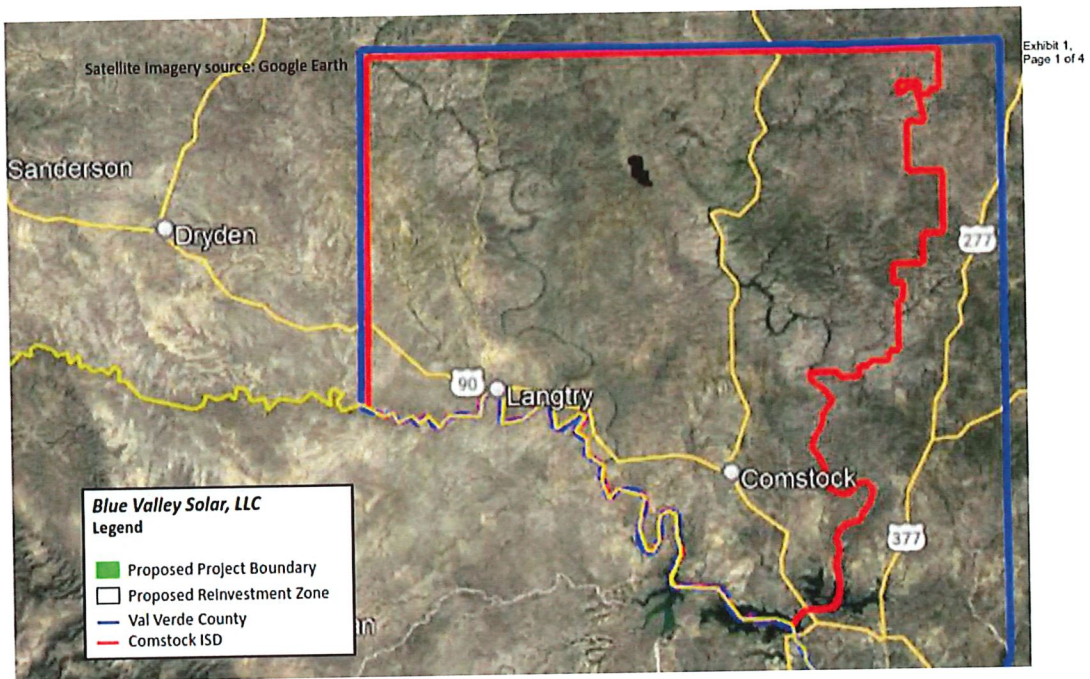 Exhibit 1,
Page 1 of 4
Satellite Imagery source: Google Earth
Sanderson
Dryden
277
90
Langtry
Comstock
377
Blue Valley Solar, LLC
Legend
Proposed Project Boundary
Proposed Reinvestment Zone
Val Verde County
Comstock ISD